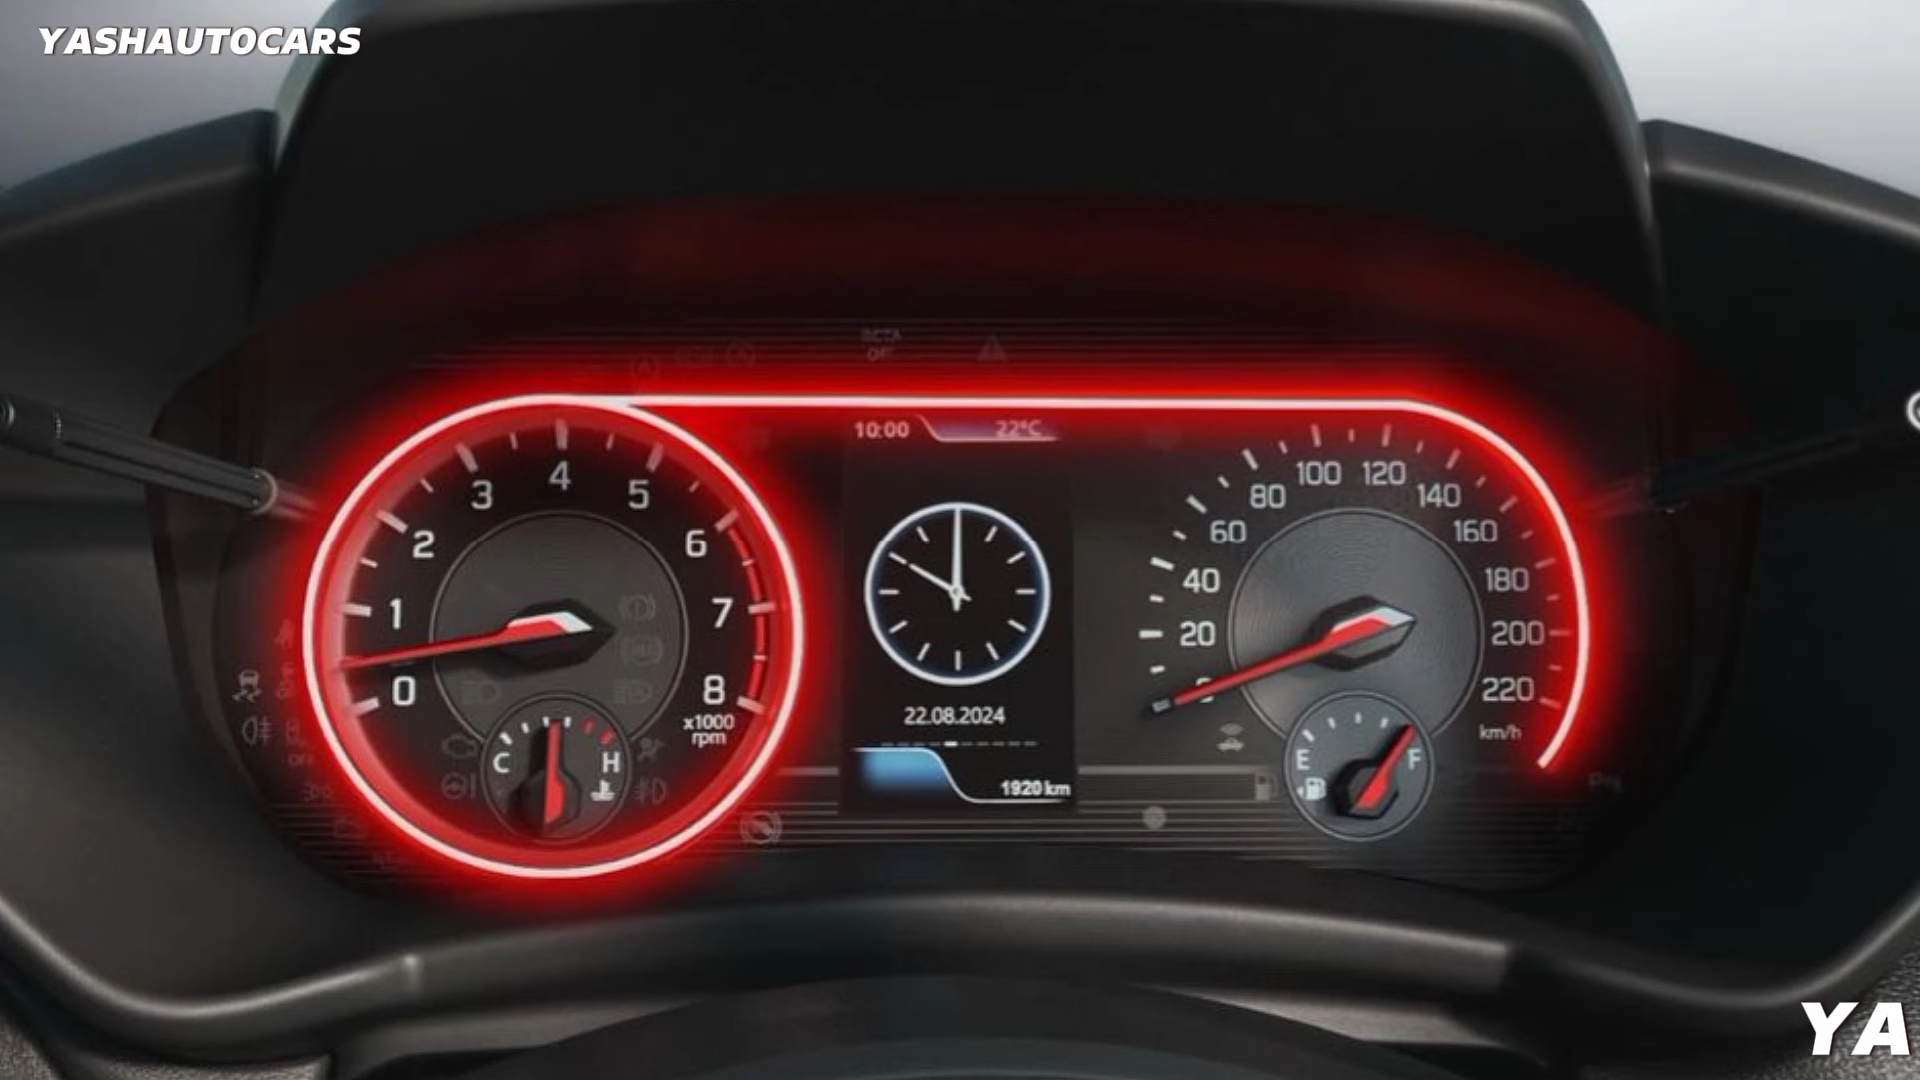 YASHAUTOCARS
RCTA
OFF
10:00 22°C
0 1 2 3 4 5 6 7 8
x1000
rpm
C H
22.08.2024
1920 km
20 40 60 80 100 120 140 160 180 200 220
km/h
E F
YA